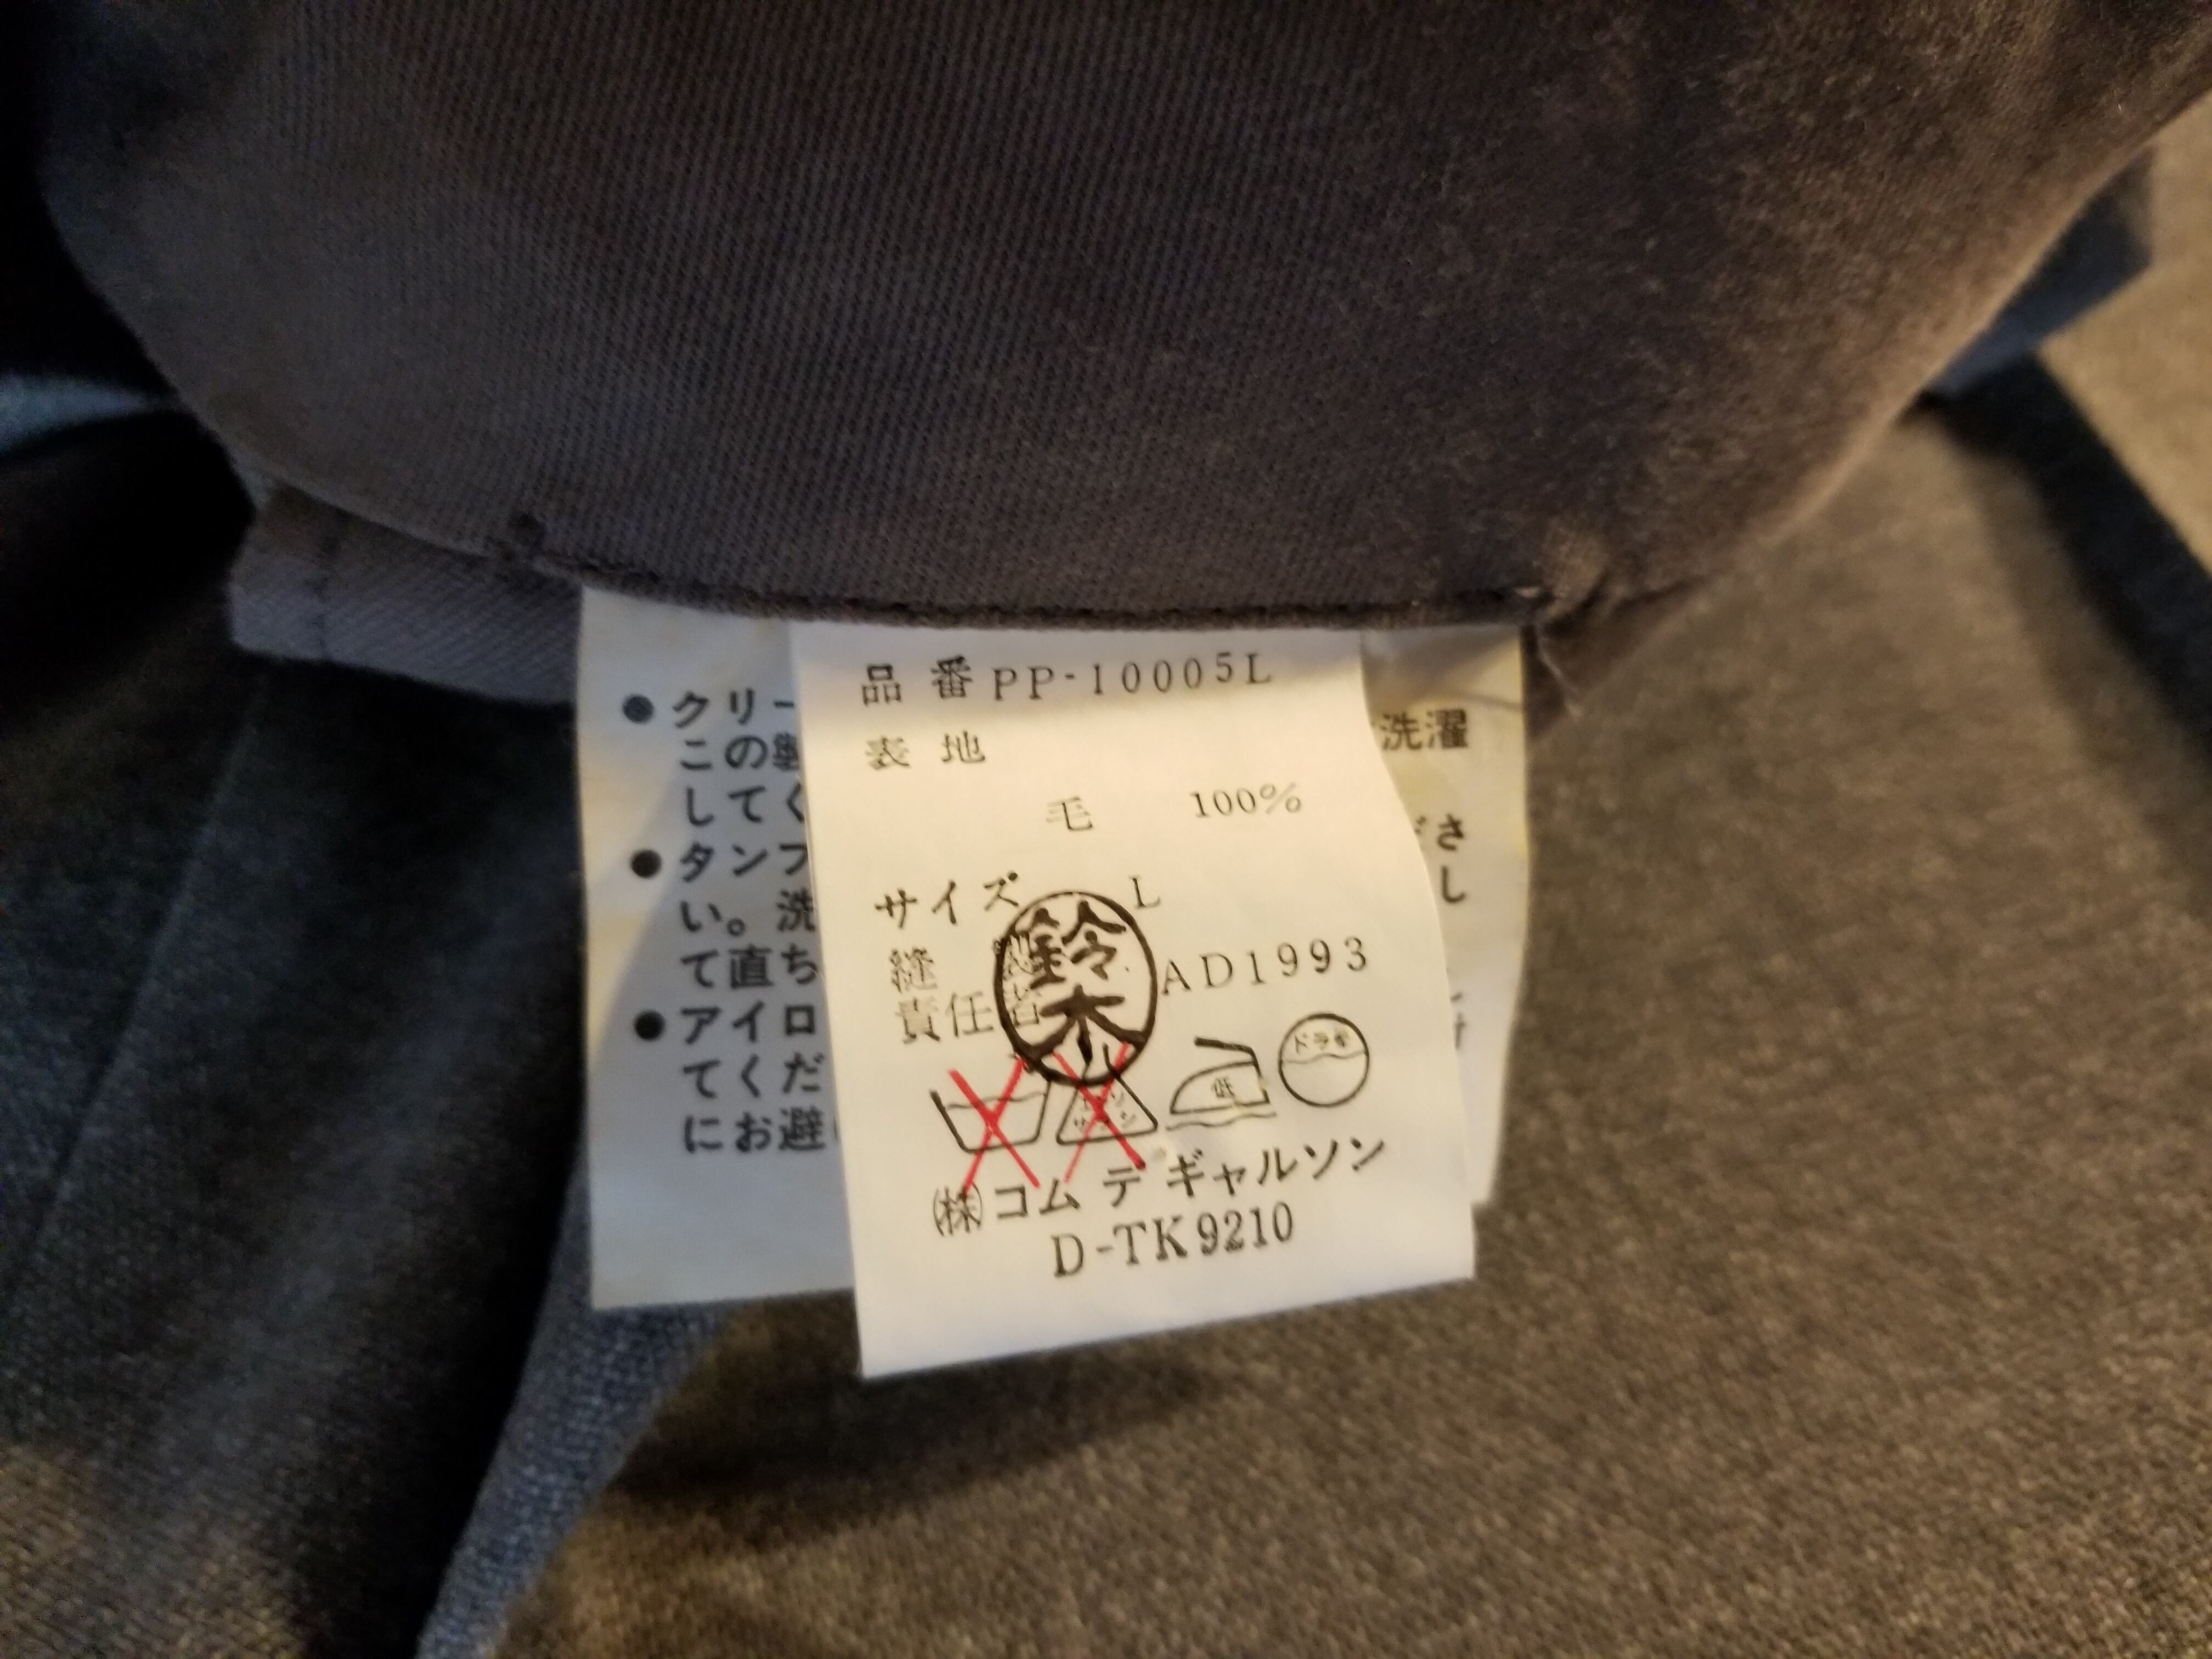 品番 PP-10005L
表地
毛 100%
サイズ L
縫製 AD1993
責任者
鈴木
低
ドライ
㈱コム デ ギャルソン
D-TK9210
●クリー
この製
してく
●タンブ
い。洗
て直ち
●アイロ
てくだ
にお避
洗濯
ださ
し